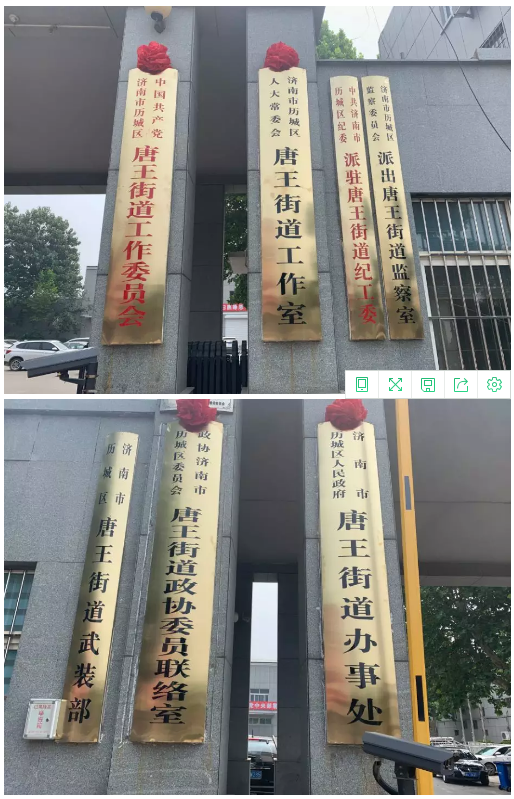 中国共产党
济南市历城区
唐王街道工作委员会
济南市历城区
人大常委会
唐王街道工作室
中共济南市
历城区纪委
派驻唐王街道纪工委
济南市历城区
监察委员会
派出唐王街道监察室
济南市
历城区
唐王街道武装部
政协济南市
历城区委员会
唐王街道政协委员联络室
济南市
历城区人民政府
唐王街道办事处